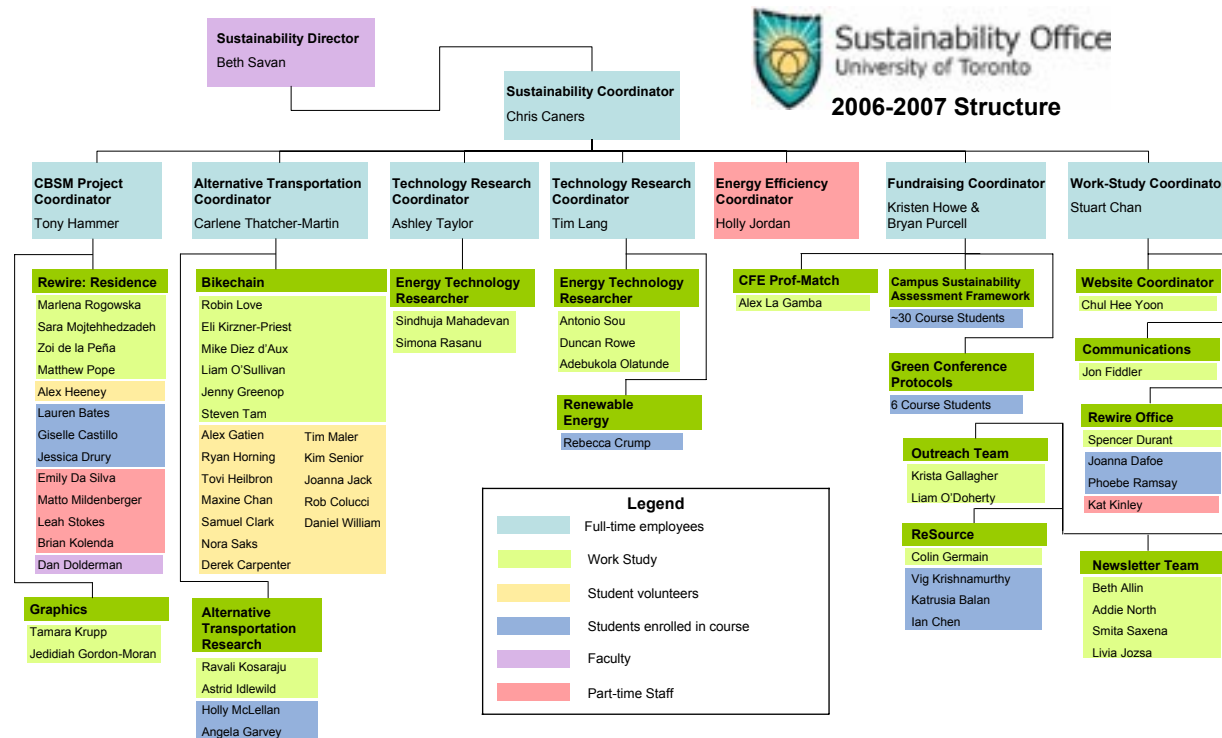 Sustainability Director
Beth Savan
Sustainability Office
University of Toronto
2006-2007 Structure
Sustainability Coordinator
Chris Caners
CBSM Project
Coordinator
Tony Hammer
Alternative Transportation
Coordinator
Carlene Thatcher-Martin
Technology Research
Coordinator
Ashley Taylor
Technology Research
Coordinator
Tim Lang
Energy Efficiency
Coordinator
Holly Jordan
Fundraising Coordinator
Kristen Howe &
Bryan Purcell
Work-Study Coordinato
Stuart Chan
Rewire: Residence
Marlena Rogowska
Sara Mojtehhedzadeh
Zoi de la Peña
Matthew Pope
Alex Heeney
Lauren Bates
Giselle Castillo
Jessica Drury
Emily Da Silva
Matto Mildenberger
Leah Stokes
Brian Kolenda
Dan Dolderman
Graphics
Tamara Krupp
Jedidiah Gordon-Moran
Bikechain
Robin Love
Eli Kirzner-Priest
Mike Diez d'Aux
Liam O'Sullivan
Jenny Greenop
Steven Tam
Alex Gatien
Ryan Horning
Tovi Heilbron
Maxine Chan
Samuel Clark
Nora Saks
Derek Carpenter
Tim Maler
Kim Senior
Joanna Jack
Rob Colucci
Daniel William
Alternative
Transportation
Research
Ravali Kosaraju
Astrid Idlewild
Holly McLellan
Angela Garvey
Energy Technology
Researcher
Sindhuja Mahadevan
Simona Rasanu
Energy Technology
Researcher
Antonio Sou
Duncan Rowe
Adebukola Olatunde
Renewable
Energy
Rebecca Crump
CFE Prof-Match
Alex La Gamba
Campus Sustainability
Assessment Framework
~30 Course Students
Green Conference
Protocols
6 Course Students
Outreach Team
Krista Gallagher
Liam O'Doherty
ReSource
Colin Germain
Vig Krishnamurthy
Katrusia Balan
Ian Chen
Website Coordinator
Chul Hee Yoon
Communications
Jon Fiddler
Rewire Office
Spencer Durant
Joanna Dafoe
Phoebe Ramsay
Kat Kinley
Newsletter Team
Beth Allin
Addie North
Smita Saxena
Livia Jozsa
Legend
Full-time employees
Work Study
Student volunteers
Students enrolled in course
Faculty
Part-time Staff